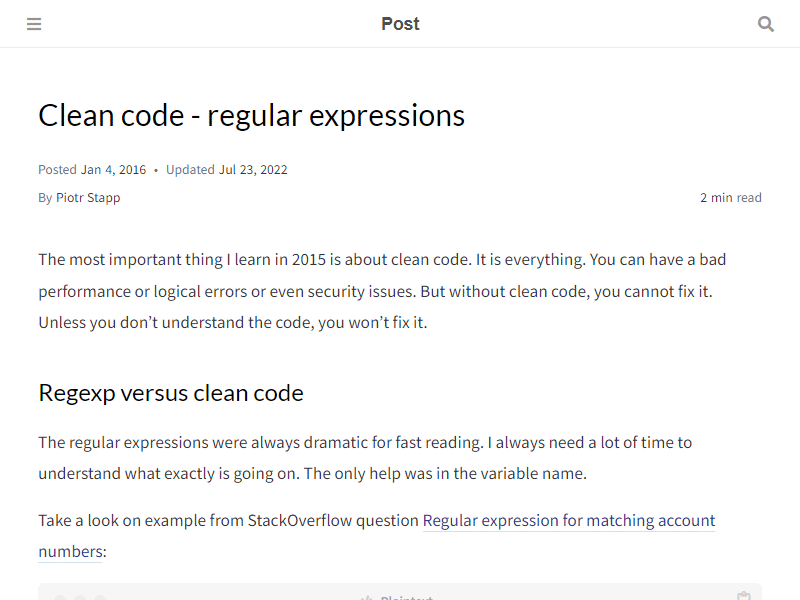 Post
Clean code - regular expressions
Posted Jan 4, 2016 • Updated Jul 23, 2022
By Piotr Stapp 2 min read
The most important thing I learn in 2015 is about clean code. It is everything. You can have a bad
performance or logical errors or even security issues. But without clean code, you cannot fix it.
Unless you don’t understand the code, you won’t fix it.
Regexp versus clean code
The regular expressions were always dramatic for fast reading. I always need a lot of time to
understand what exactly is going on. The only help was in the variable name.
Take a look on example from StackOverflow question Regular expression for matching account
numbers:
Plaintext